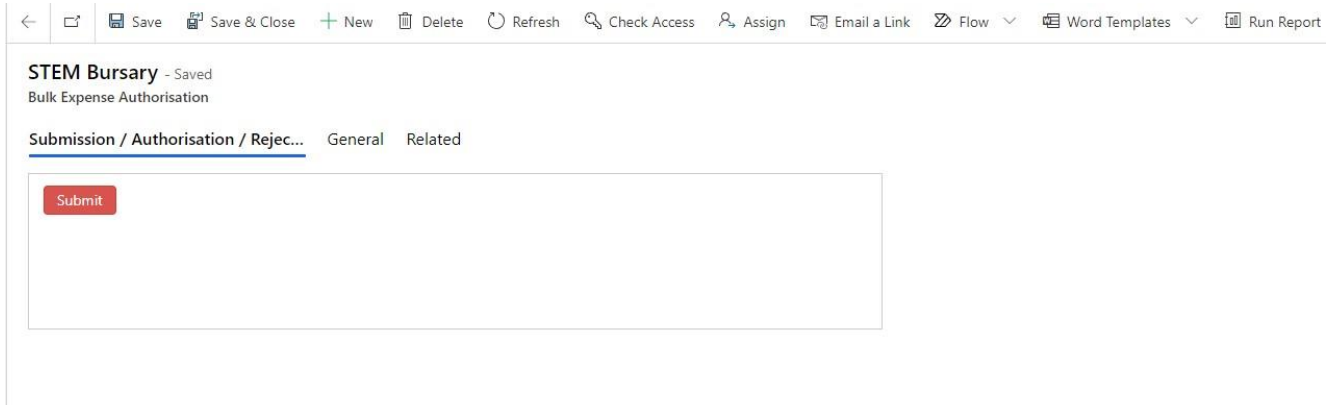 Save Save & Close New Delete Refresh Check Access Assign Email a Link Flow Word Templates Run Report
STEM Bursary - Saved
Bulk Expense Authorisation
Submission / Authorisation / Rejec... General Related
Submit